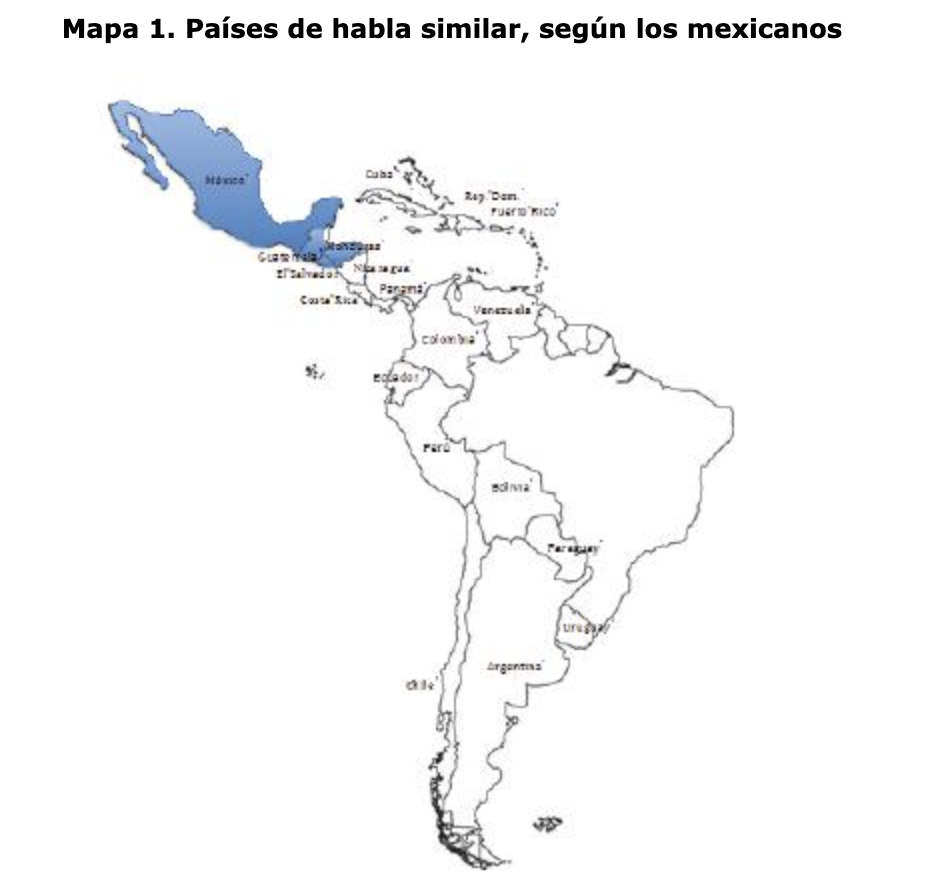 Mapa 1. Países de habla similar, según los mexicanos
Cuba
México
Rep. Dom.
Puerto Rico
Honduras
Guatemala
Nicaragua
El Salvador
Panamá
Costa Rica
Venezuela
Colombia
Ecuador
Perú
Bolivia
Paraguay
Uruguay
Argentina
Chile